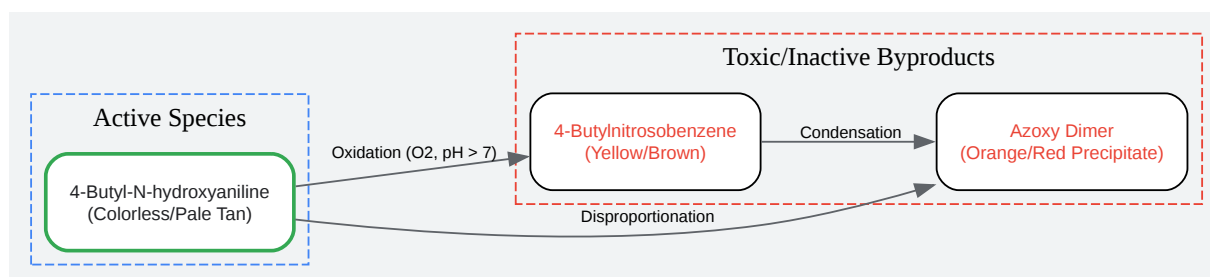 Toxic/Inactive Byproducts
Active Species
4-Butylnitrosobenzene
(Yellow/Brown)
Condensation
Azoxy Dimer
(Orange/Red Precipitate)
Oxidation (O2, pH > 7)
4-Butyl-N-hydroxyaniline
(Colorless/Pale Tan)
Disproportionation